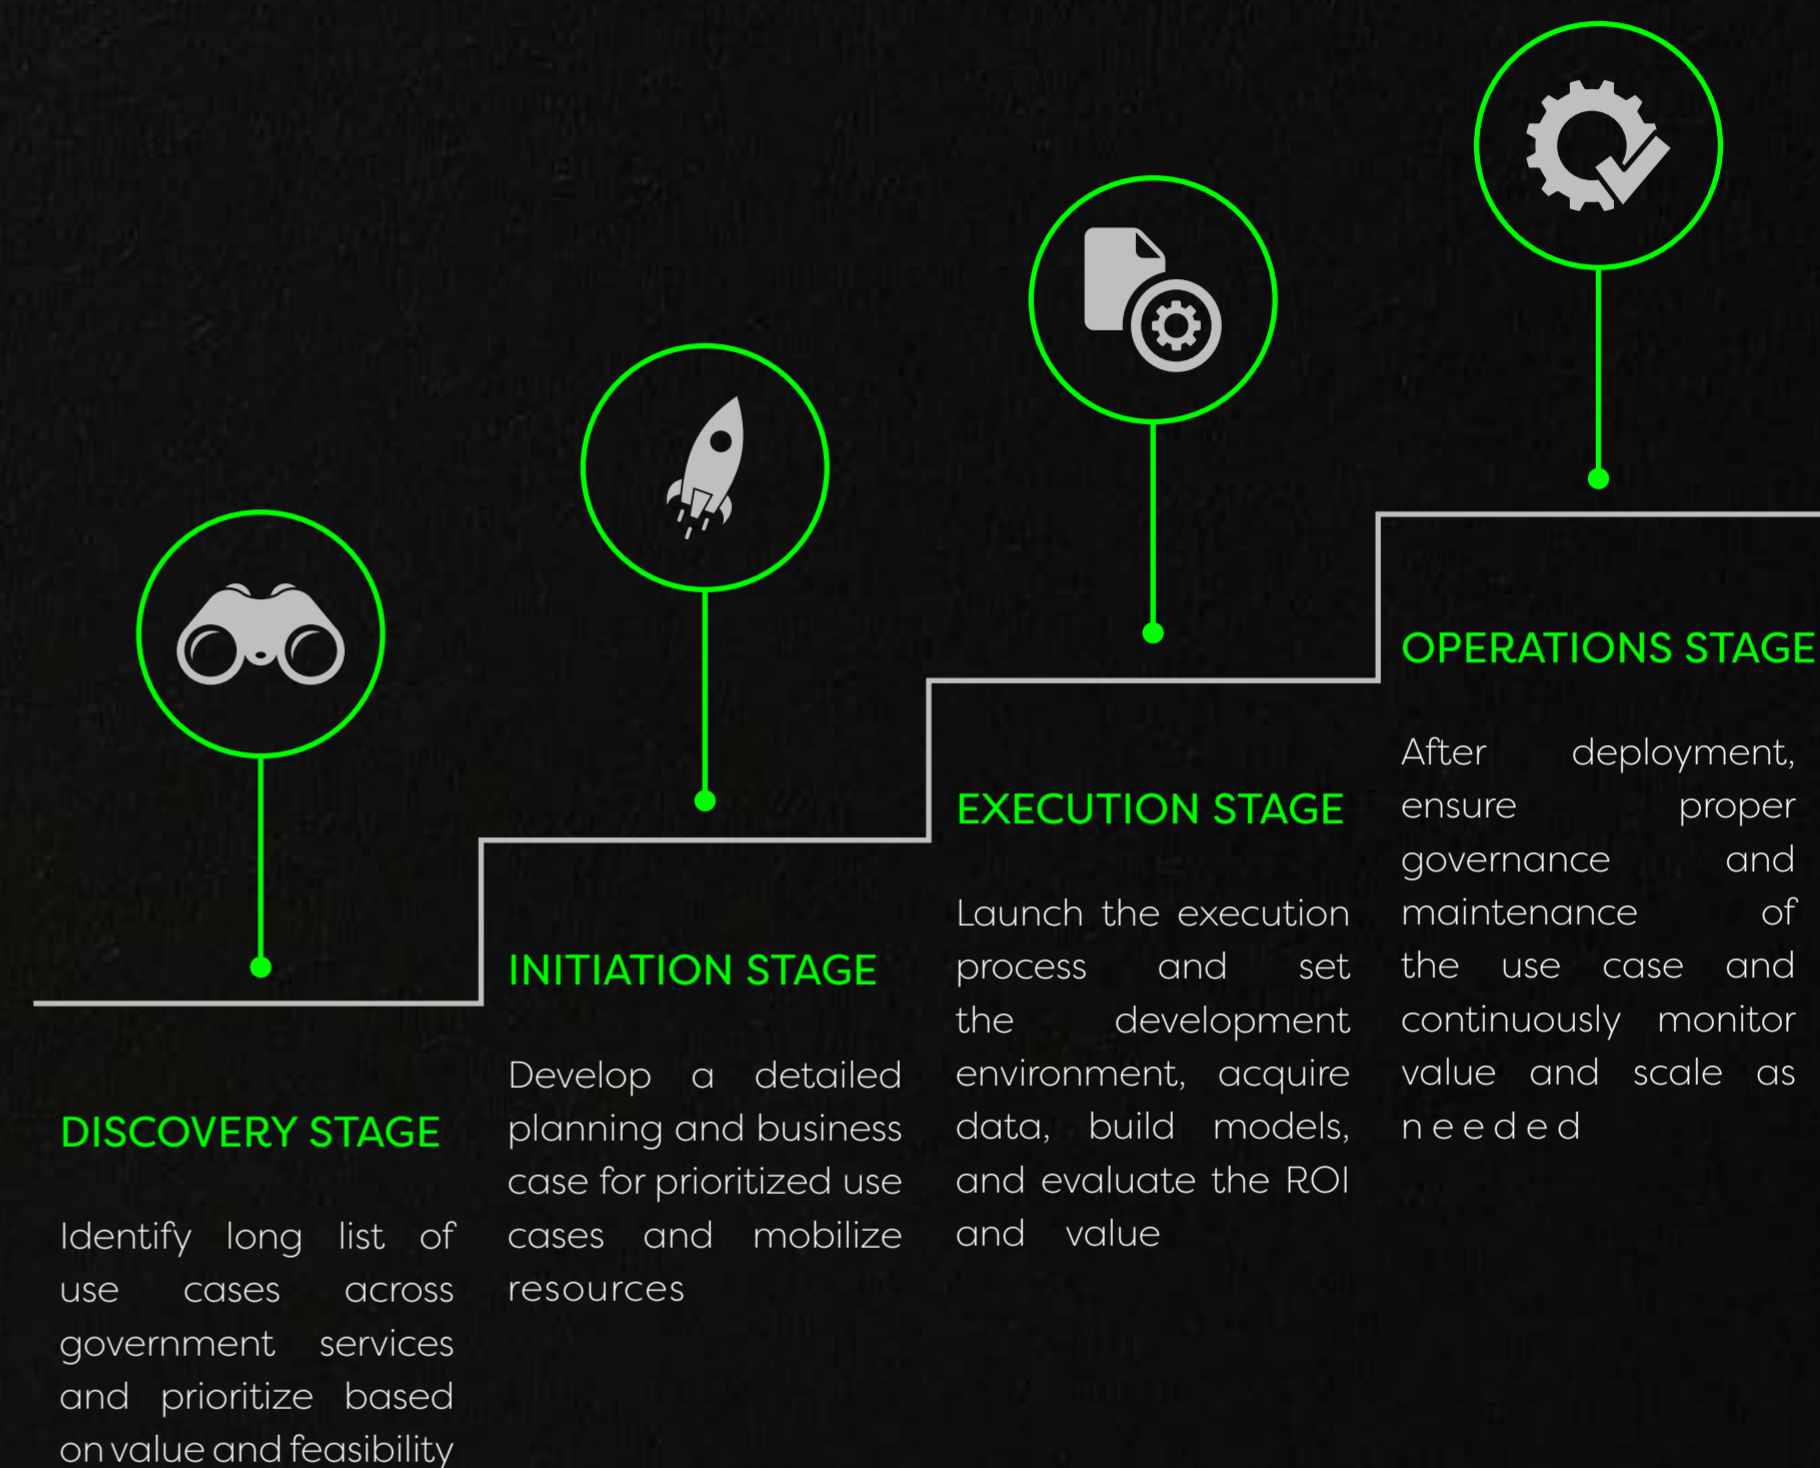 DISCOVERY STAGE
Identify long list of
use cases across
government services
and prioritize based
on value and feasibility
INITIATION STAGE
Develop a detailed
planning and business
case for prioritized use
cases and mobilize
resources
EXECUTION STAGE
Launch the execution
process and set
the development
environment, acquire
data, build models,
and evaluate the ROI
and value
OPERATIONS STAGE
After deployment,
ensure proper
governance and
maintenance of
the use case and
continuously monitor
value and scale as
needed